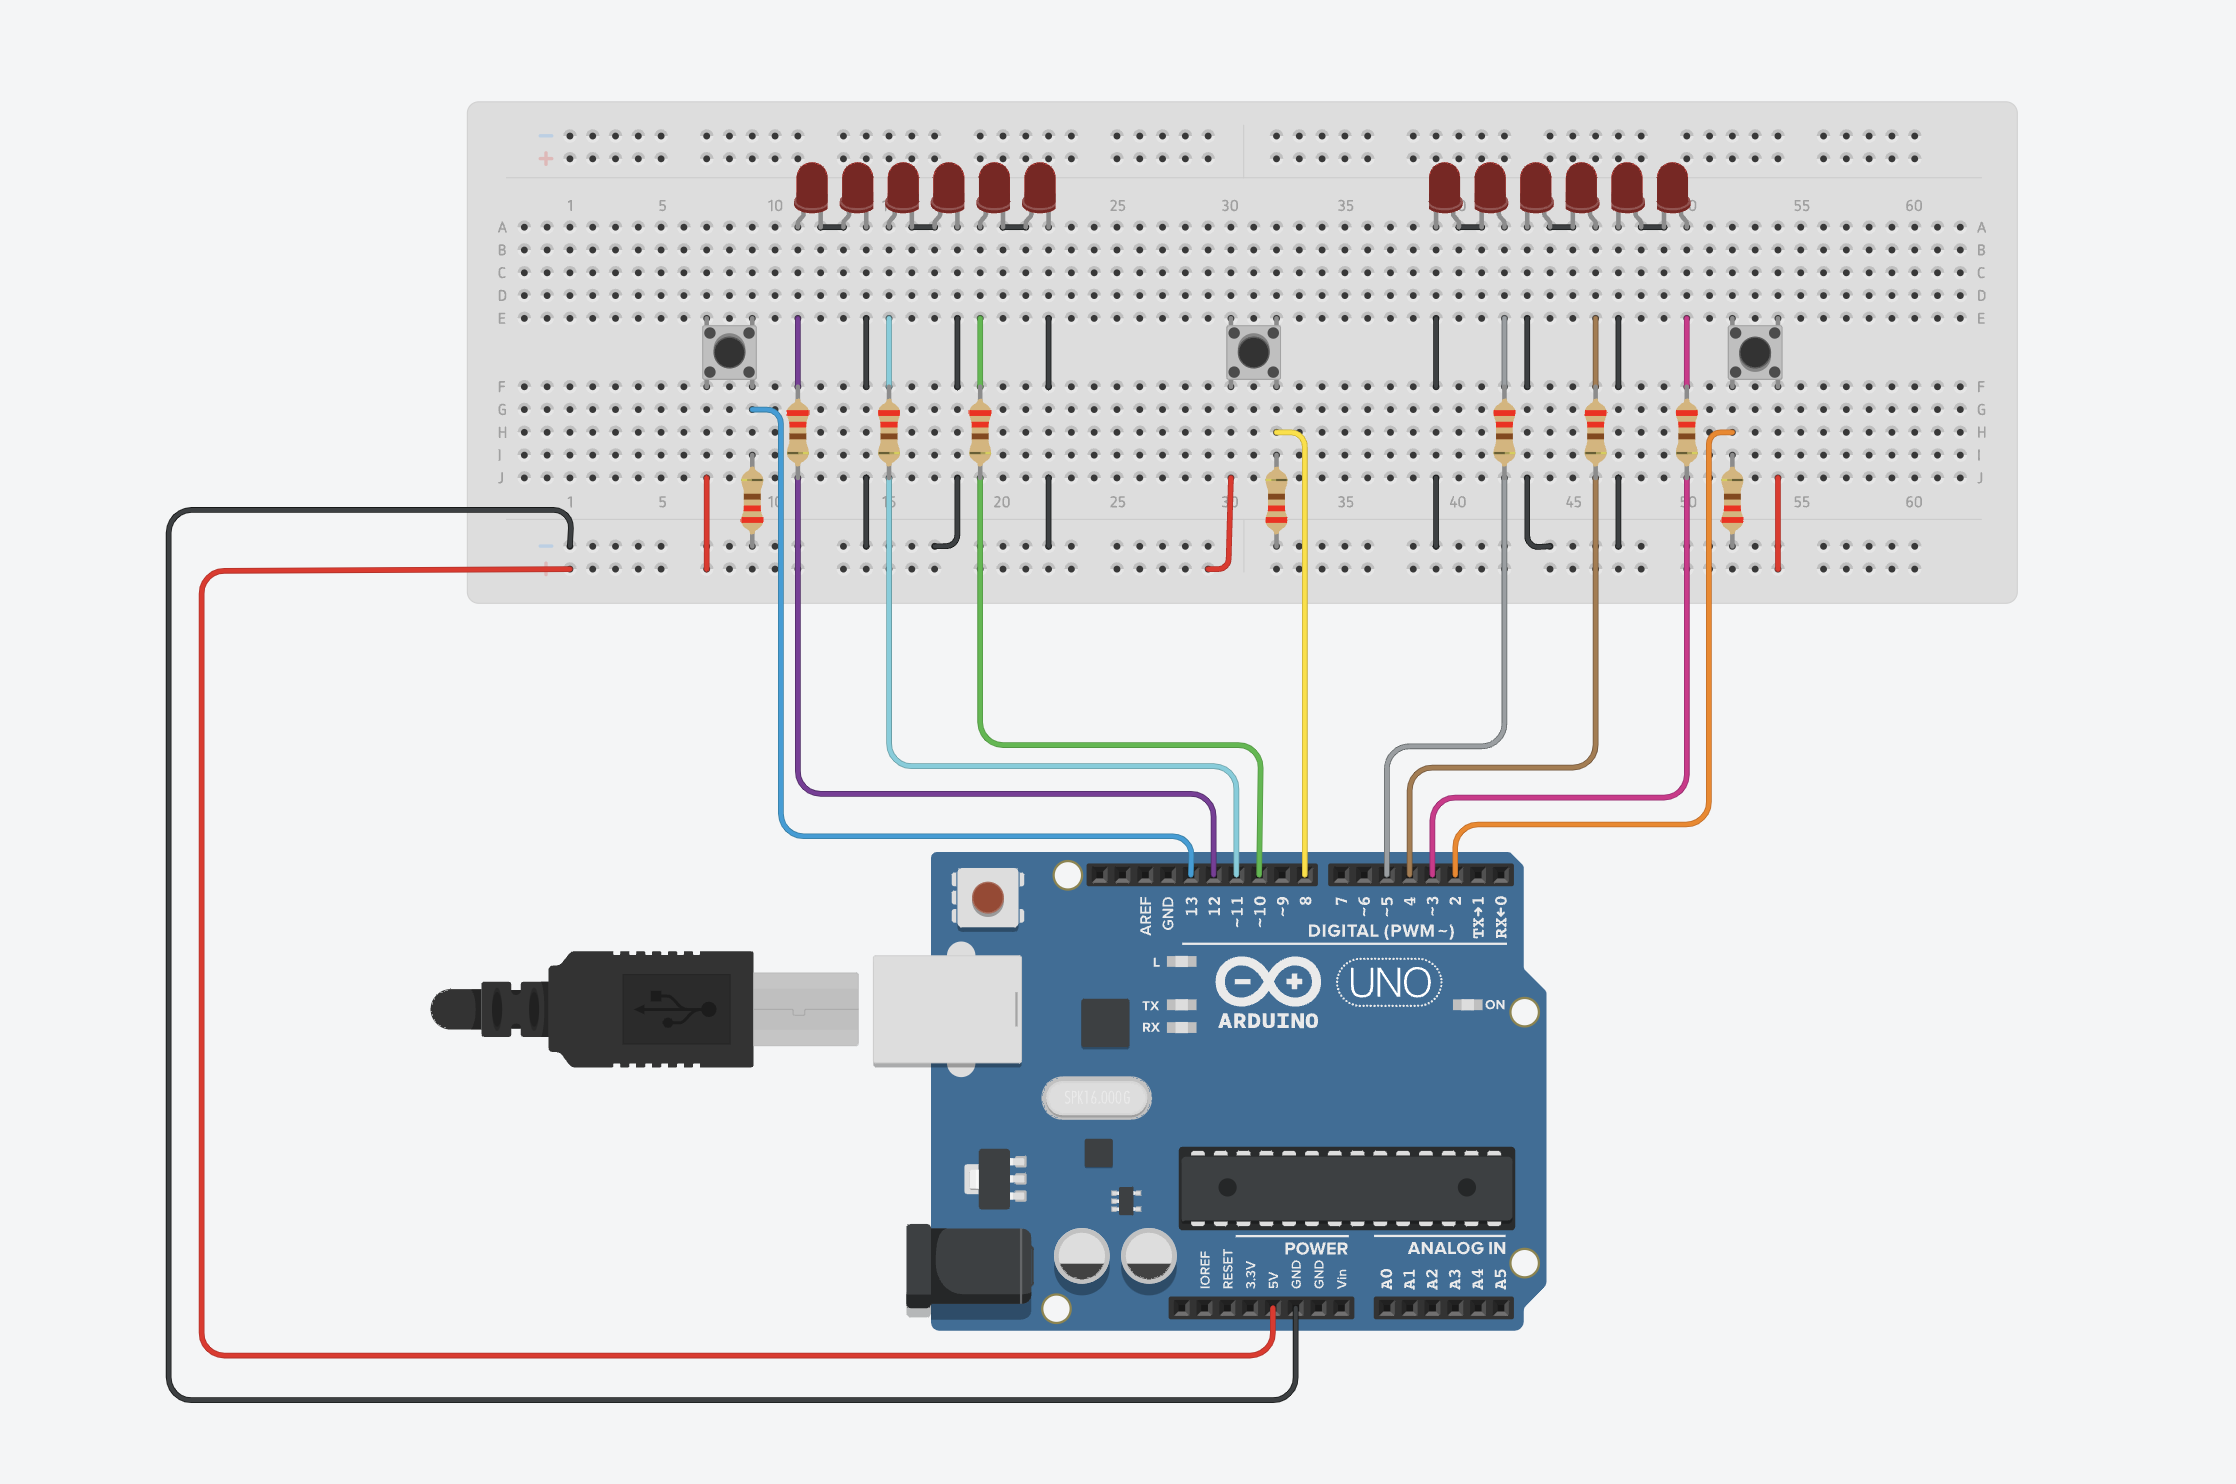 − 
+
1 5 10 25 30 35 55 60
A A
B B
C C
D D
E E
F F
G G
H H
I I
J J
1 5 10 15 20 25 30 35 40 45 50 55 60
−
+
AREF GND 13 12 ~11 ~10 ~9 8 7 ~6 ~5 4 ~3 2 TX→1 RX←0
DIGITAL (PWM~)
L
TX
RX
UNO
ON
ARDUINO
SPK16.000G
POWER ANALOG IN
IOREF RESET 3.3V 5V GND GND Vin A0 A1 A2 A3 A4 A5